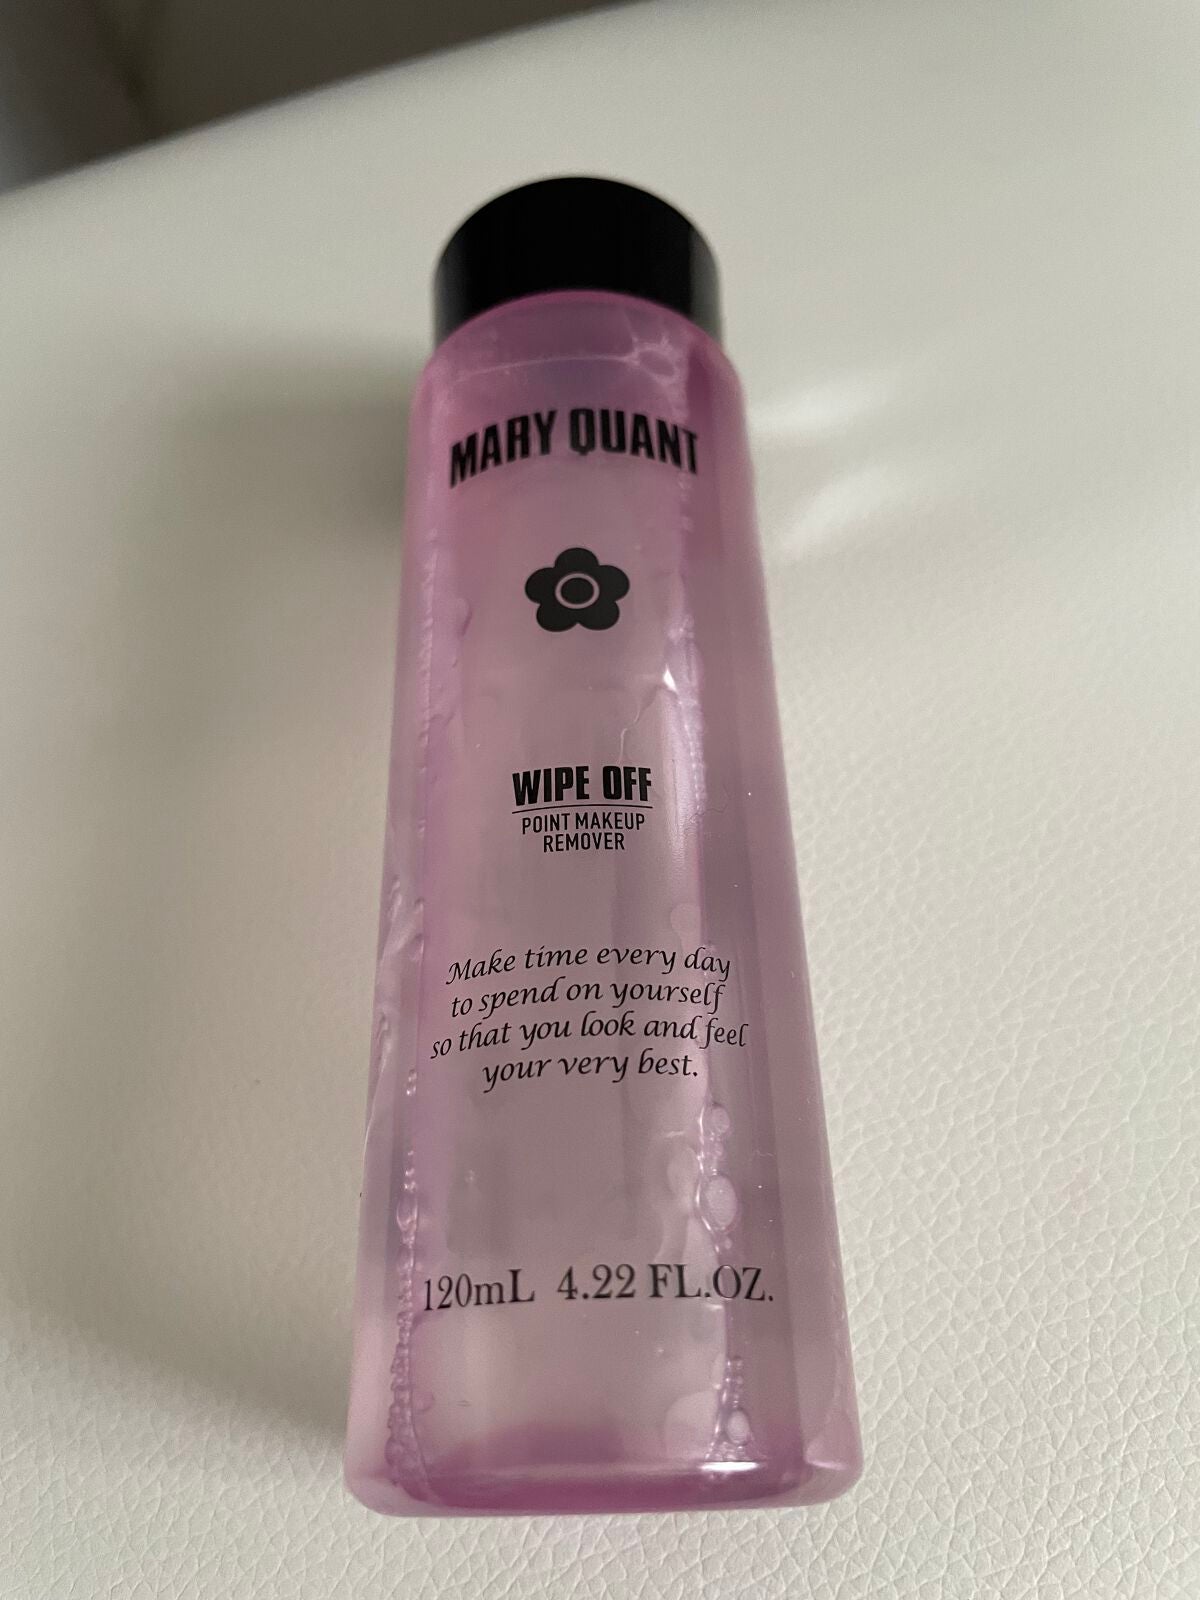 MARY QUANT
WIPE OFF
POINT MAKEUP
REMOVER
Make time every day
to spend on yourself
so that you look and feel
your very best.
120mL 4.22 FL.OZ.